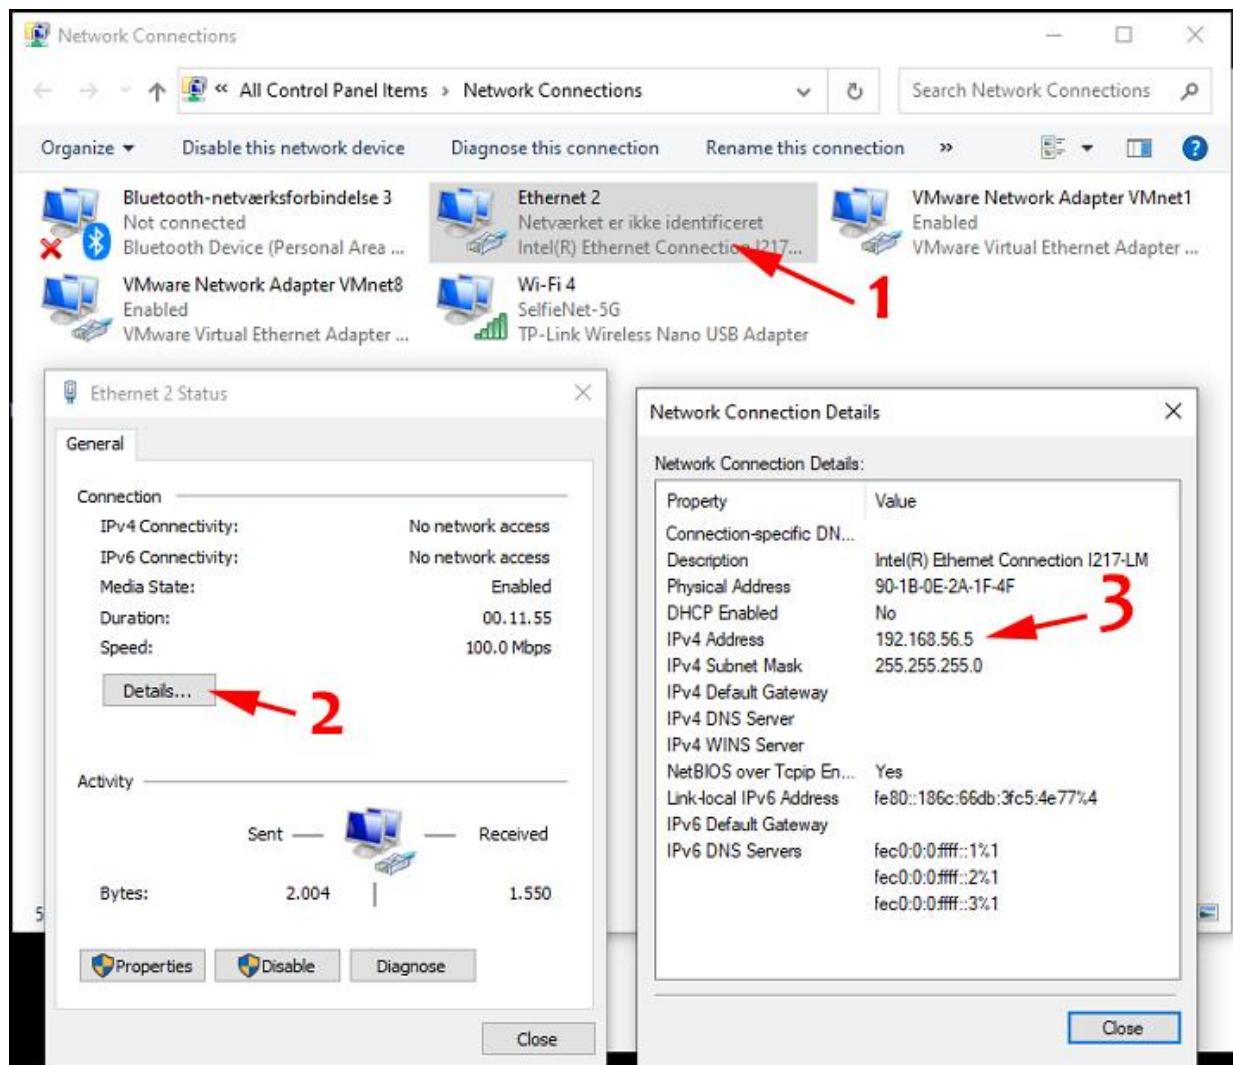 Network Connections
« All Control Panel Items › Network Connections
Search Network Connections
Organize
Disable this network device
Diagnose this connection
Rename this connection
»
Bluetooth-netværksforbindelse 3
Not connected
Bluetooth Device (Personal Area ...
Ethernet 2
Netværket er ikke identificeret
Intel(R) Ethernet Connection I217...
VMware Network Adapter VMnet1
Enabled
VMware Virtual Ethernet Adapter ...
VMware Network Adapter VMnet8
Enabled
VMware Virtual Ethernet Adapter ...
Wi-Fi 4
SelfieNet-5G
TP-Link Wireless Nano USB Adapter
1
Ethernet 2 Status
General
Connection
IPv4 Connectivity: No network access
IPv6 Connectivity: No network access
Media State: Enabled
Duration: 00.11.55
Speed: 100.0 Mbps
Details...
2
Activity
Sent — — Received
Bytes: 2.004 | 1.550
Properties
Disable
Diagnose
Close
5
Network Connection Details
Network Connection Details:
Property Value
Connection-specific DN...
Description Intel(R) Ethernet Connection I217-LM
Physical Address 90-1B-0E-2A-1F-4F
DHCP Enabled No
IPv4 Address 192.168.56.5
IPv4 Subnet Mask 255.255.255.0
IPv4 Default Gateway
IPv4 DNS Server
IPv4 WINS Server
NetBIOS over Tcpip En... Yes
Link-local IPv6 Address fe80::186c:66db:3fc5:4e77%4
IPv6 Default Gateway
IPv6 DNS Servers fec0:0:0:ffff::1%1
fec0:0:0:ffff::2%1
fec0:0:0:ffff::3%1
3
Close